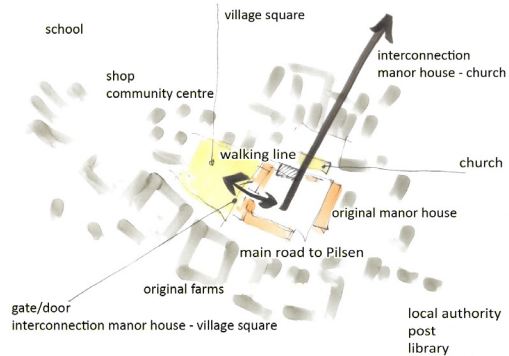 village square
school
interconnection
manor house - church
shop
community centre
walking line
church
original manor house
main road to Pilsen
original farms
gate/door
interconnection manor house - village square
local authority
post
library